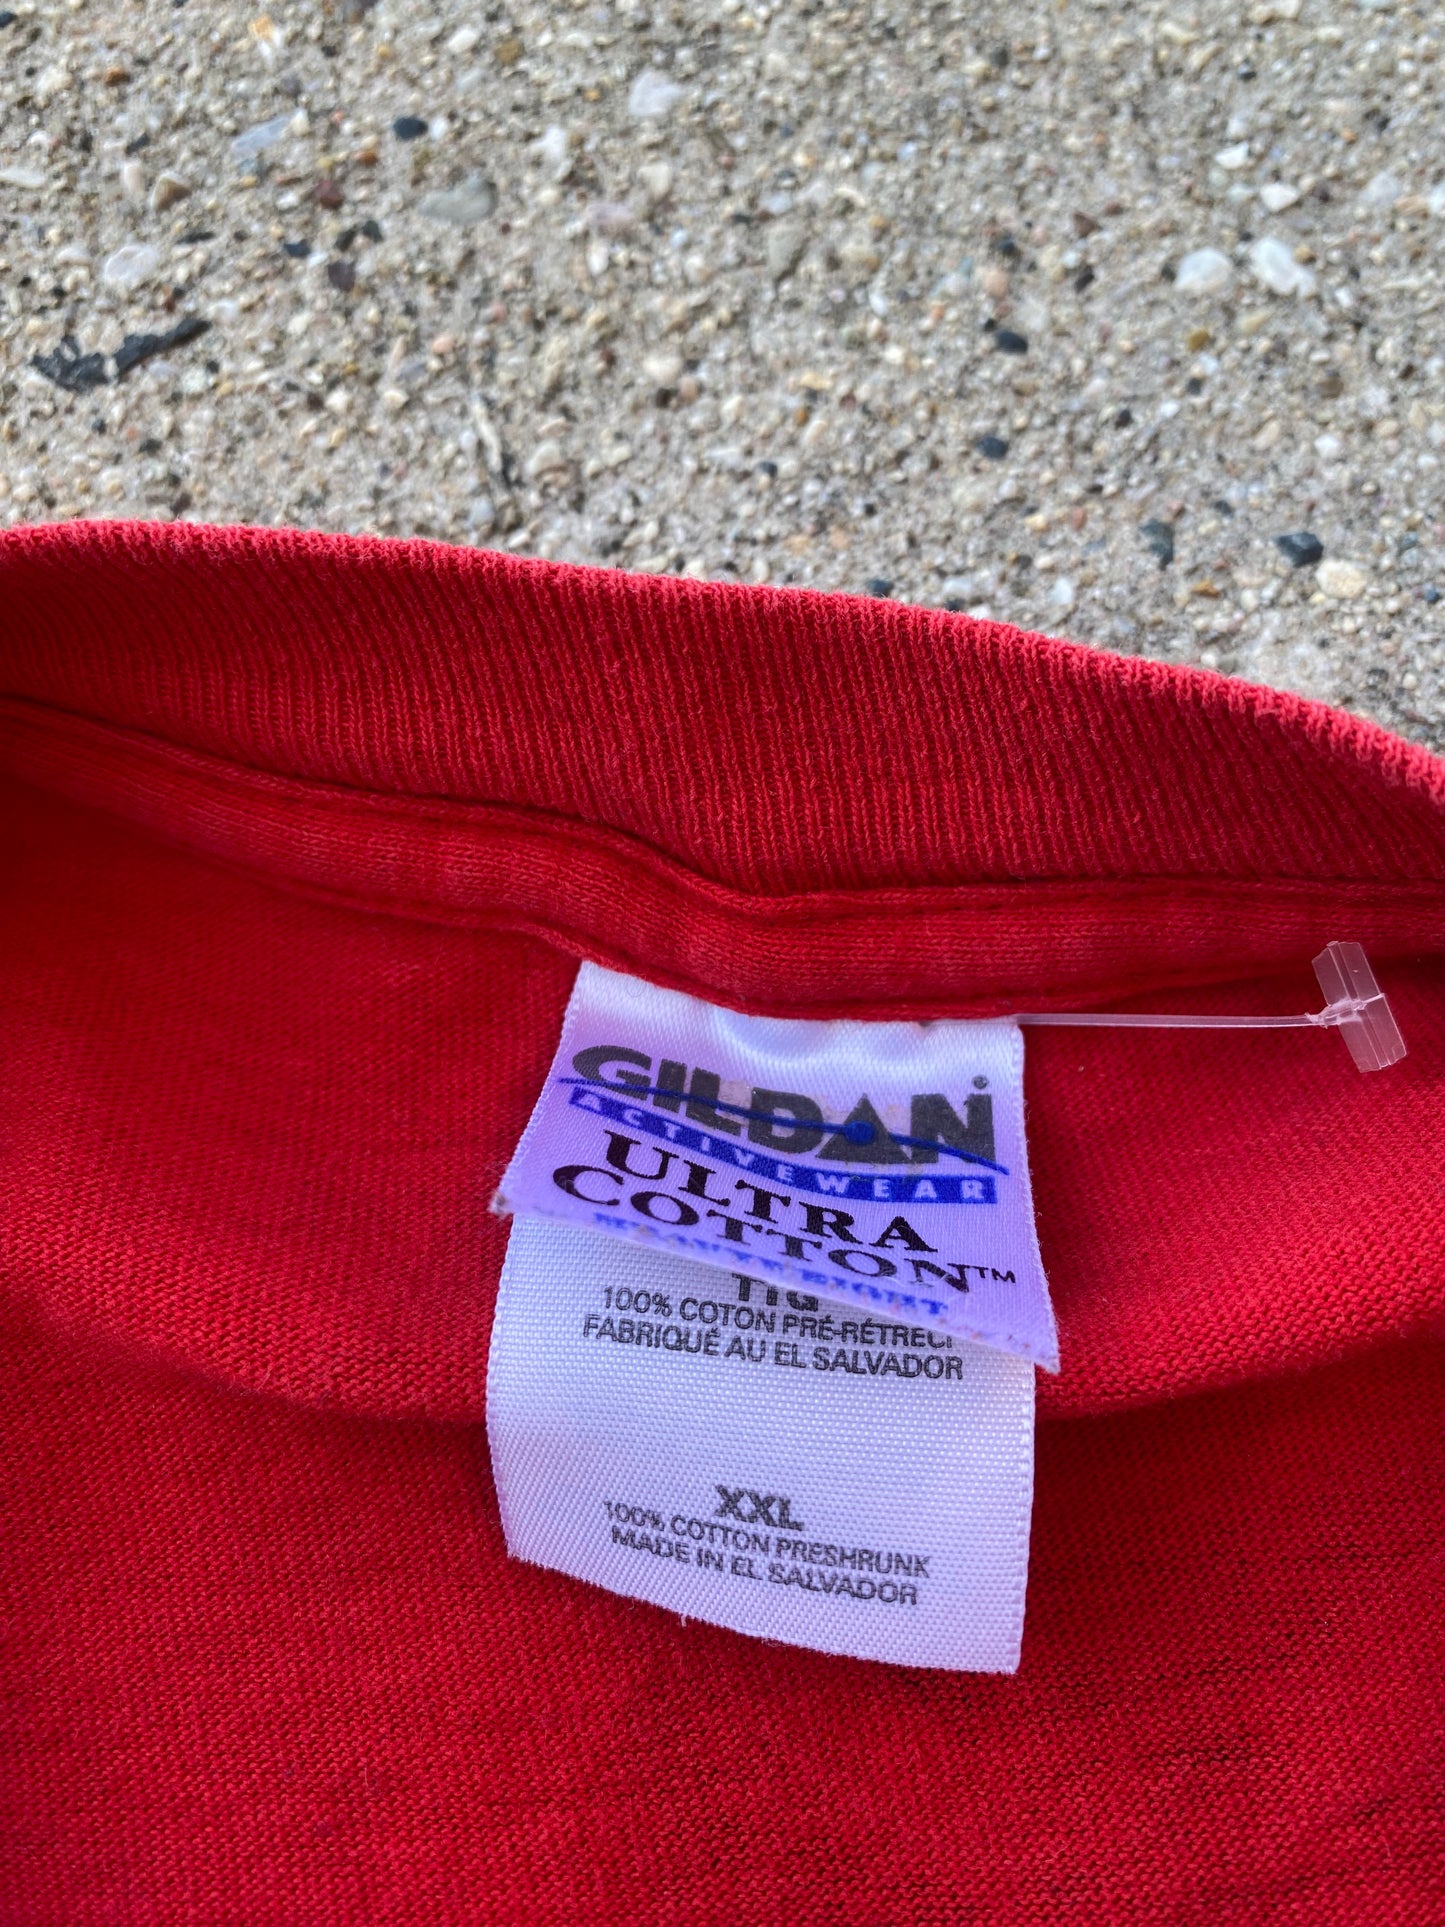 GILDAN®
ACTIVEWEAR
ULTRA
COTTON™
HEAVYWEIGHT
TTG
100% COTON PRÉ-RÉTRECI
FABRIQUÉ AU EL SALVADOR
XXL
100% COTTON PRESHRUNK
MADE IN EL SALVADOR